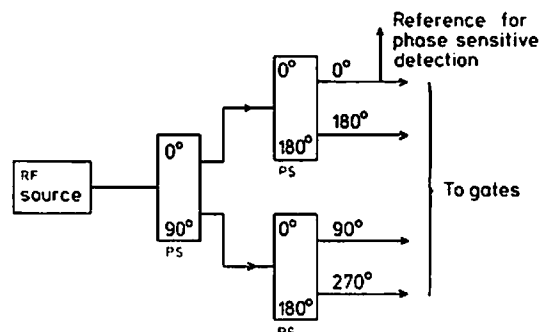 Reference for
phase sensitive
detection
0°
0°
180°
180°
PS
0°
90°
PS
RF
source
To gates
0°
90°
270°
180°
PS